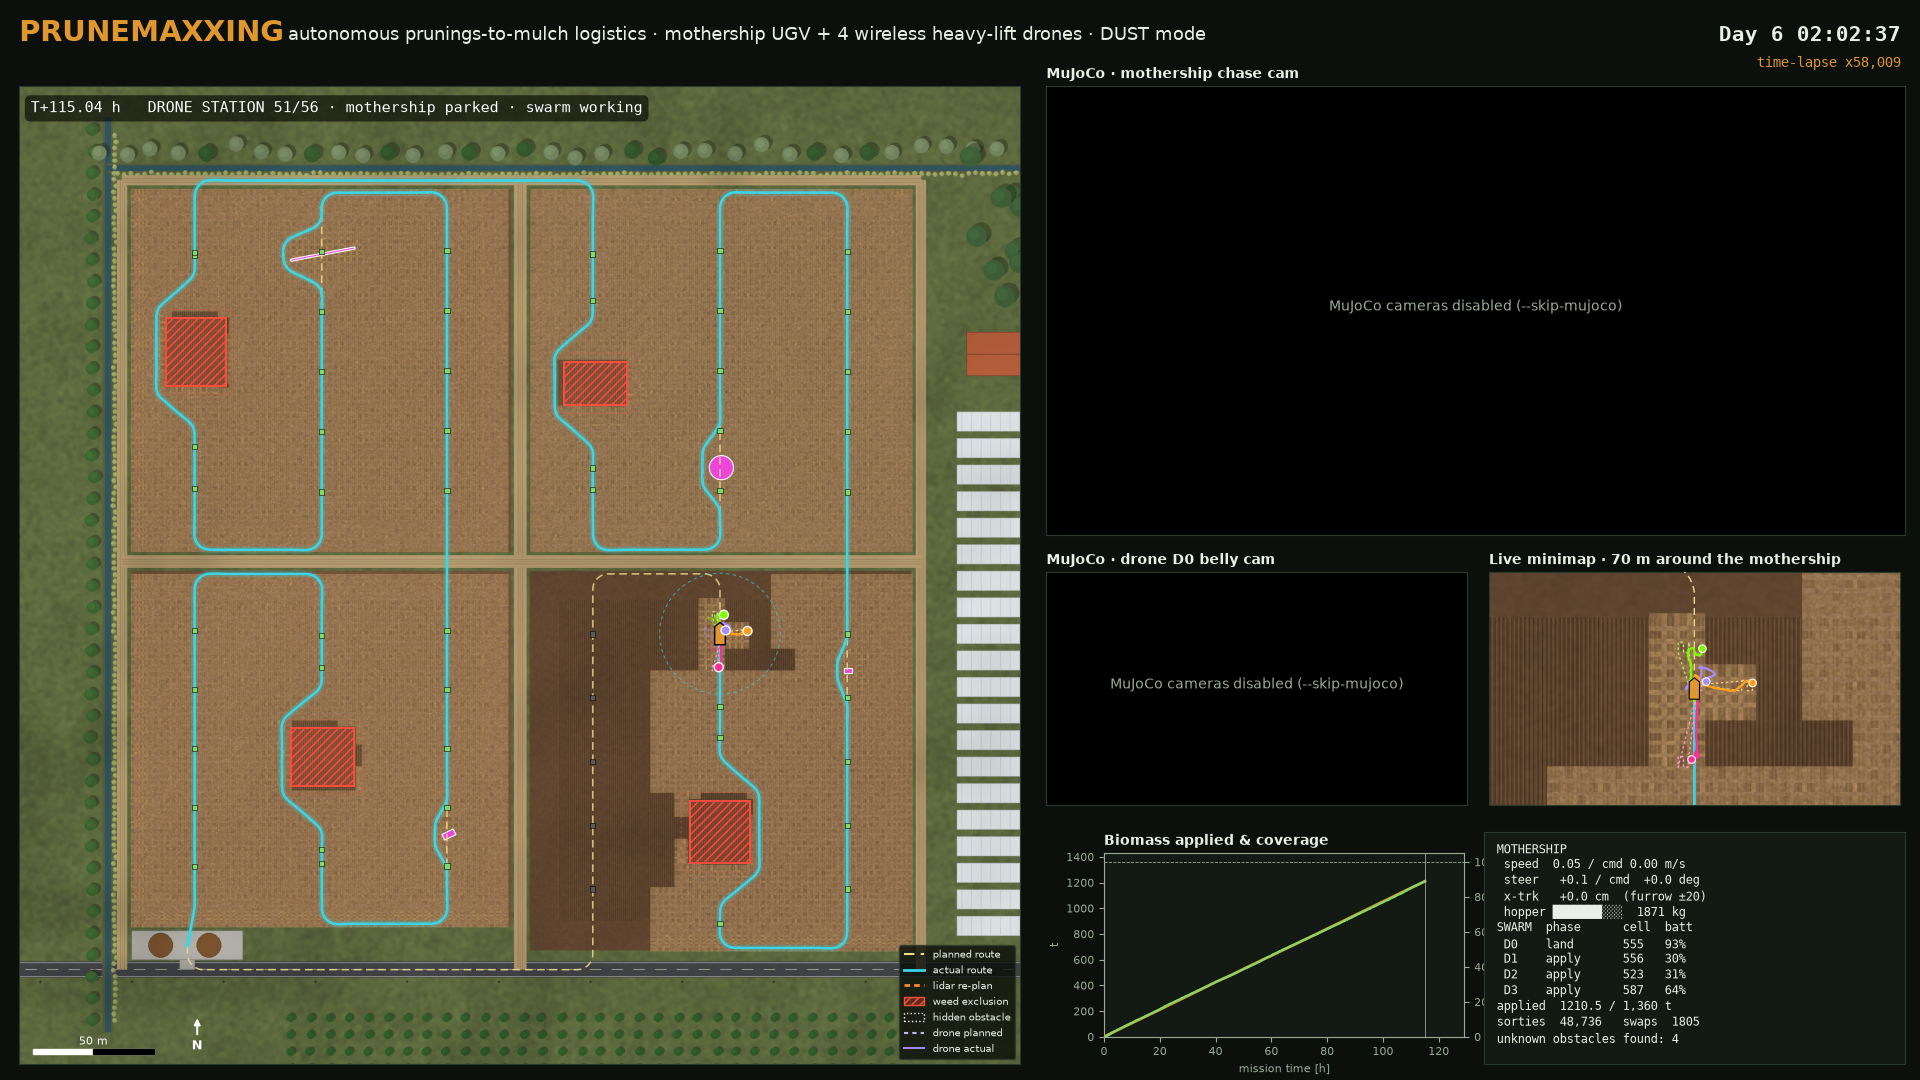 PRUNEMAXXING autonomous prunings-to-mulch logistics · mothership UGV + 4 wireless heavy-lift drones · DUST mode
Day 6 02:02:37
time-lapse x58,009
T+115.04 h DRONE STATION 51/56 · mothership parked · swarm working
50 m
N
planned route
actual route
lidar re-plan
weed exclusion
hidden obstacle
drone planned
drone actual
MuJoCo · mothership chase cam
MuJoCo cameras disabled (--skip-mujoco)
MuJoCo · drone D0 belly cam
MuJoCo cameras disabled (--skip-mujoco)
Live minimap · 70 m around the mothership
Biomass applied & coverage
1400
1200
1000
800
600
400
200
0
t
0 20 40 60 80 100 120
mission time [h]
0
MOTHERSHIP
speed 0.05 / cmd 0.00 m/s
steer +0.1 / cmd +0.0 deg
x-trk +0.0 cm (furrow ±20)
hopper 1871 kg
SWARM phase cell batt
D0 land 555 93%
D1 apply 556 30%
D2 apply 523 31%
D3 apply 587 64%
applied 1210.5 / 1,360 t
sorties 48,736 swaps 1805
unknown obstacles found: 4